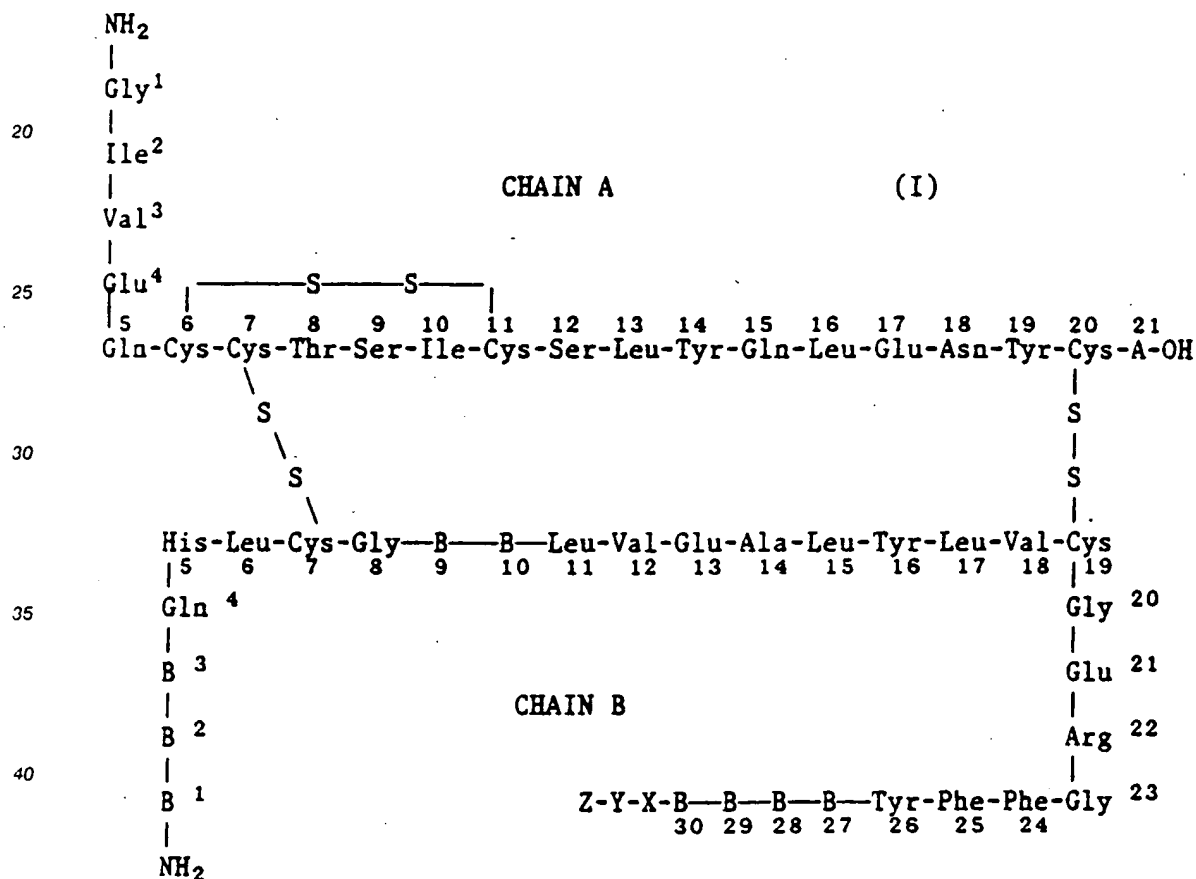 NH2
Gly1
20
Ile2
CHAIN A (I)
Val3
25
Glu4 S S
5 6 7 8 9 10 11 12 13 14 15 16 17 18 19 20 21
Gln-Cys-Cys-Thr-Ser-Ile-Cys-Ser-Leu-Tyr-Gln-Leu-Glu-Asn-Tyr-Cys-A-OH
S S
30
S S
His-Leu-Cys-Gly-B-B-Leu-Val-Glu-Ala-Leu-Tyr-Leu-Val-Cys
5 6 7 8 9 10 11 12 13 14 15 16 17 18 19
35
Gln 4 Gly 20
B 3 Glu 21
CHAIN B
B 2 Arg 22
40
B 1 Z-Y-X-B-B-B-B-Tyr-Phe-Phe-Gly 23
30 29 28 27 26 25 24
NH2